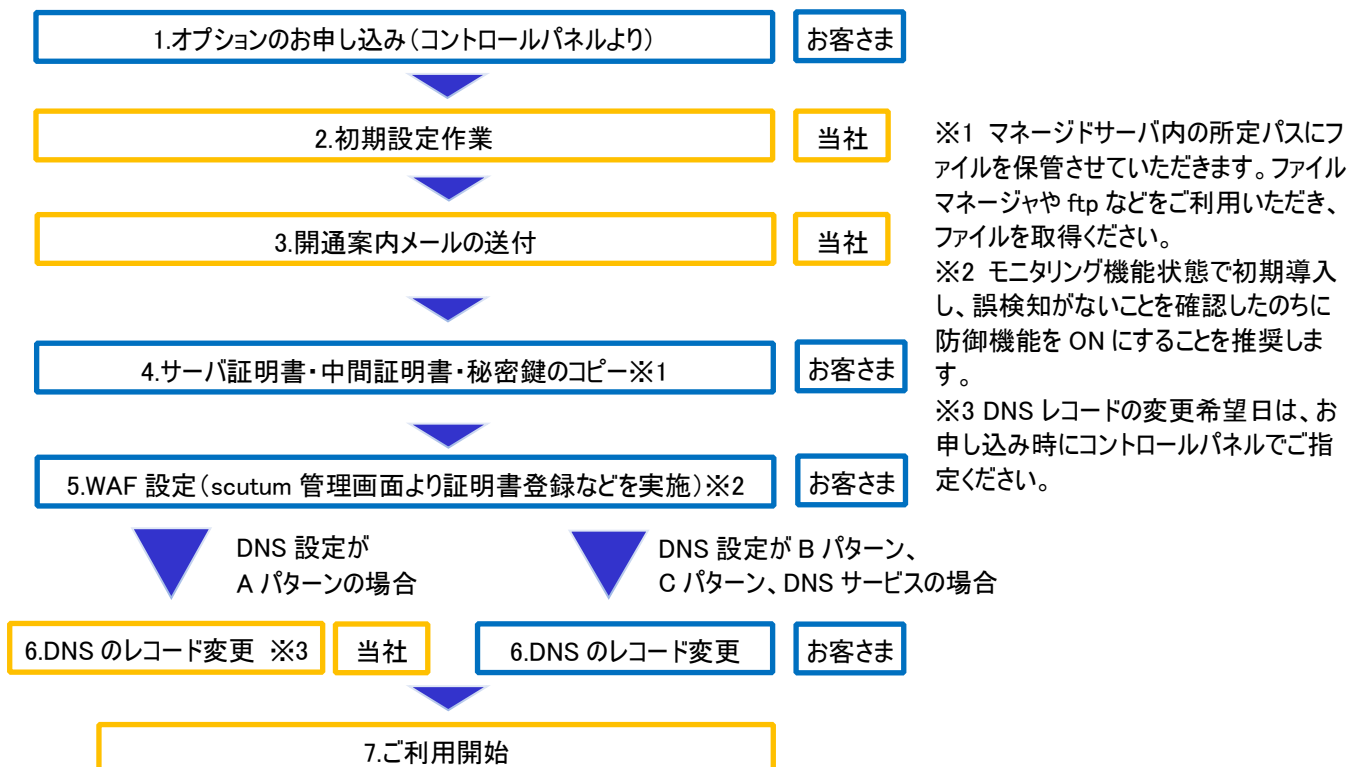 1.オプションのお申し込み（コントロールパネルより）
お客さま
2.初期設定作業
当社
3.開通案内メールの送付
当社
4.サーバ証明書・中間証明書・秘密鍵のコピー※1
お客さま
5.WAF 設定（scutum 管理画面より証明書登録などを実施）※2
お客さま
DNS 設定が
A パターンの場合
DNS 設定が B パターン、
C パターン、DNS サービスの場合
6.DNS のレコード変更 ※3
当社
6.DNS のレコード変更
お客さま
7.ご利用開始
※1 マネージドサーバ内の所定パスにフ
ァイルを保管させていただきます。ファイル
マネージャや ftp などをご利用いただき、
ファイルを取得ください。
※2 モニタリング機能状態で初期導入
し、誤検知がないことを確認したのちに
防御機能を ON にすることを推奨しま
す。
※3 DNS レコードの変更希望日は、お
申し込み時にコントロールパネルでご指
定ください。